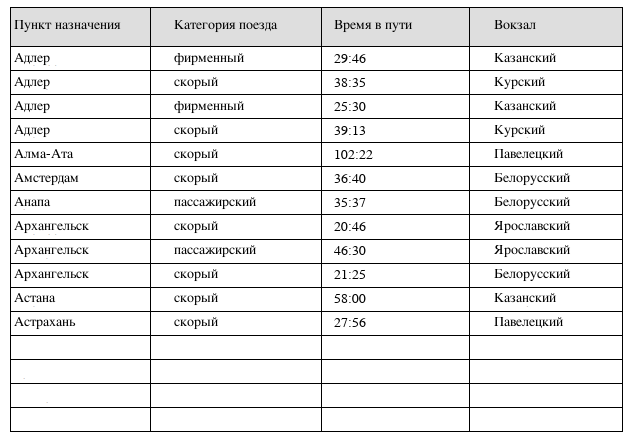 Пункт назначения Категория поезда Время в пути Вокзал
Адлер фирменный 29:46 Казанский
Адлер скорый 38:35 Курский
Адлер фирменный 25:30 Казанский
Адлер скорый 39:13 Курский
Алма-Ата скорый 102:22 Павелецкий
Амстердам скорый 36:40 Белорусский
Анапа пассажирский 35:37 Белорусский
Архангельск скорый 20:46 Ярославский
Архангельск пассажирский 46:30 Ярославский
Архангельск скорый 21:25 Белорусский
Астана скорый 58:00 Казанский
Астрахань скорый 27:56 Павелецкий